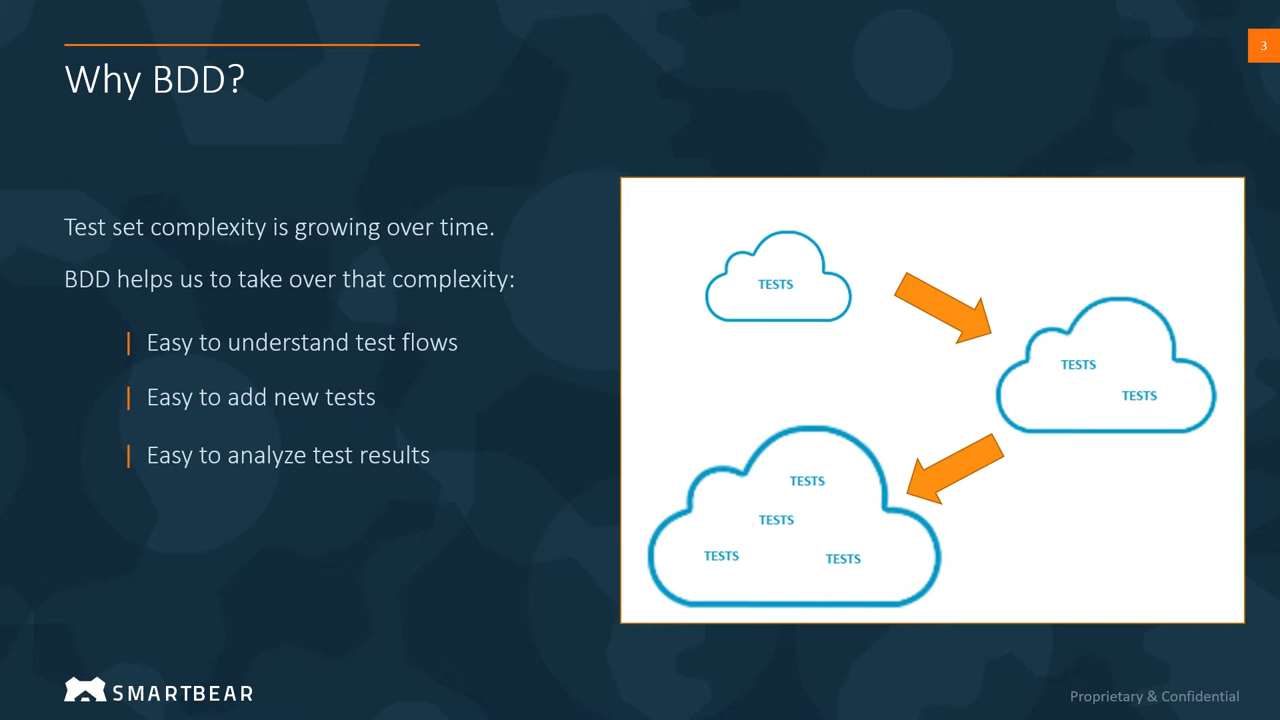 3
Why BDD?
Test set complexity is growing over time.
BDD helps us to take over that complexity:
Easy to understand test flows
Easy to add new tests
Easy to analyze test results
TESTS
TESTS
TESTS
TESTS
TESTS
TESTS
TESTS
SMARTBEAR
Proprietary & Confidential